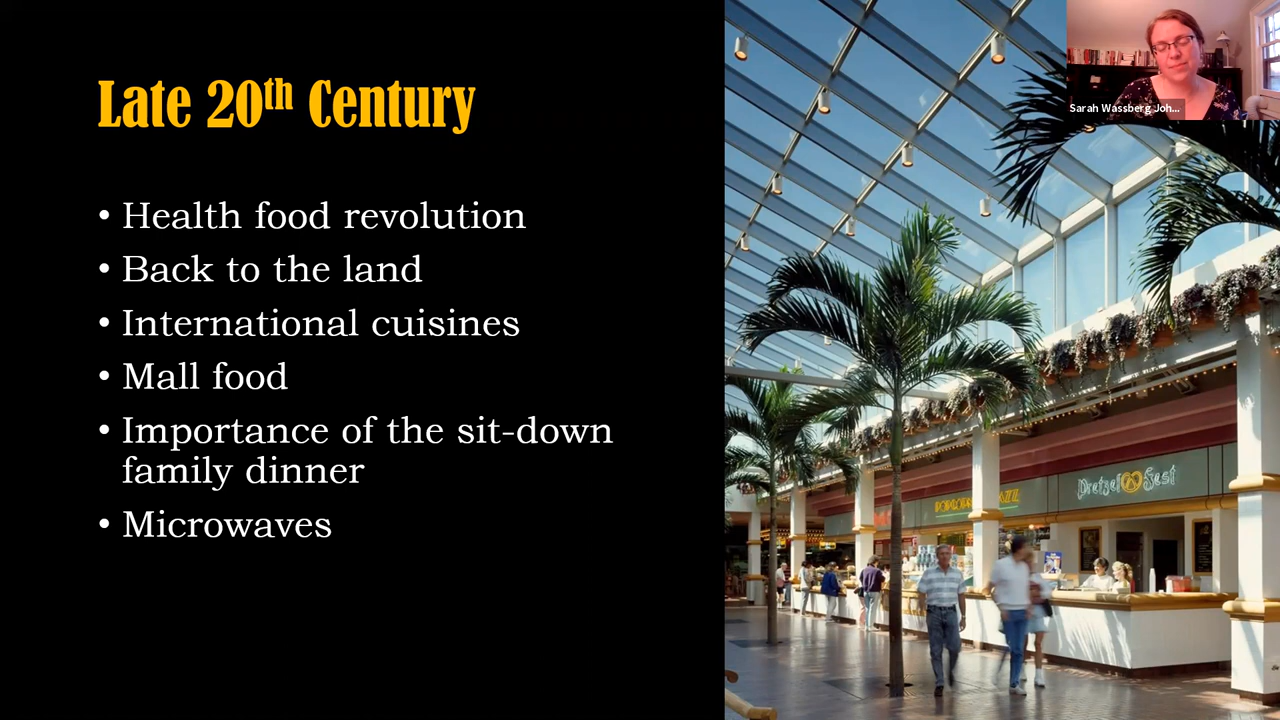 Late 20th Century
• Health food revolution
• Back to the land
• International cuisines
• Mall food
• Importance of the sit-down
family dinner
• Microwaves
Sarah Wassberg Joh...
Pretzel Fest